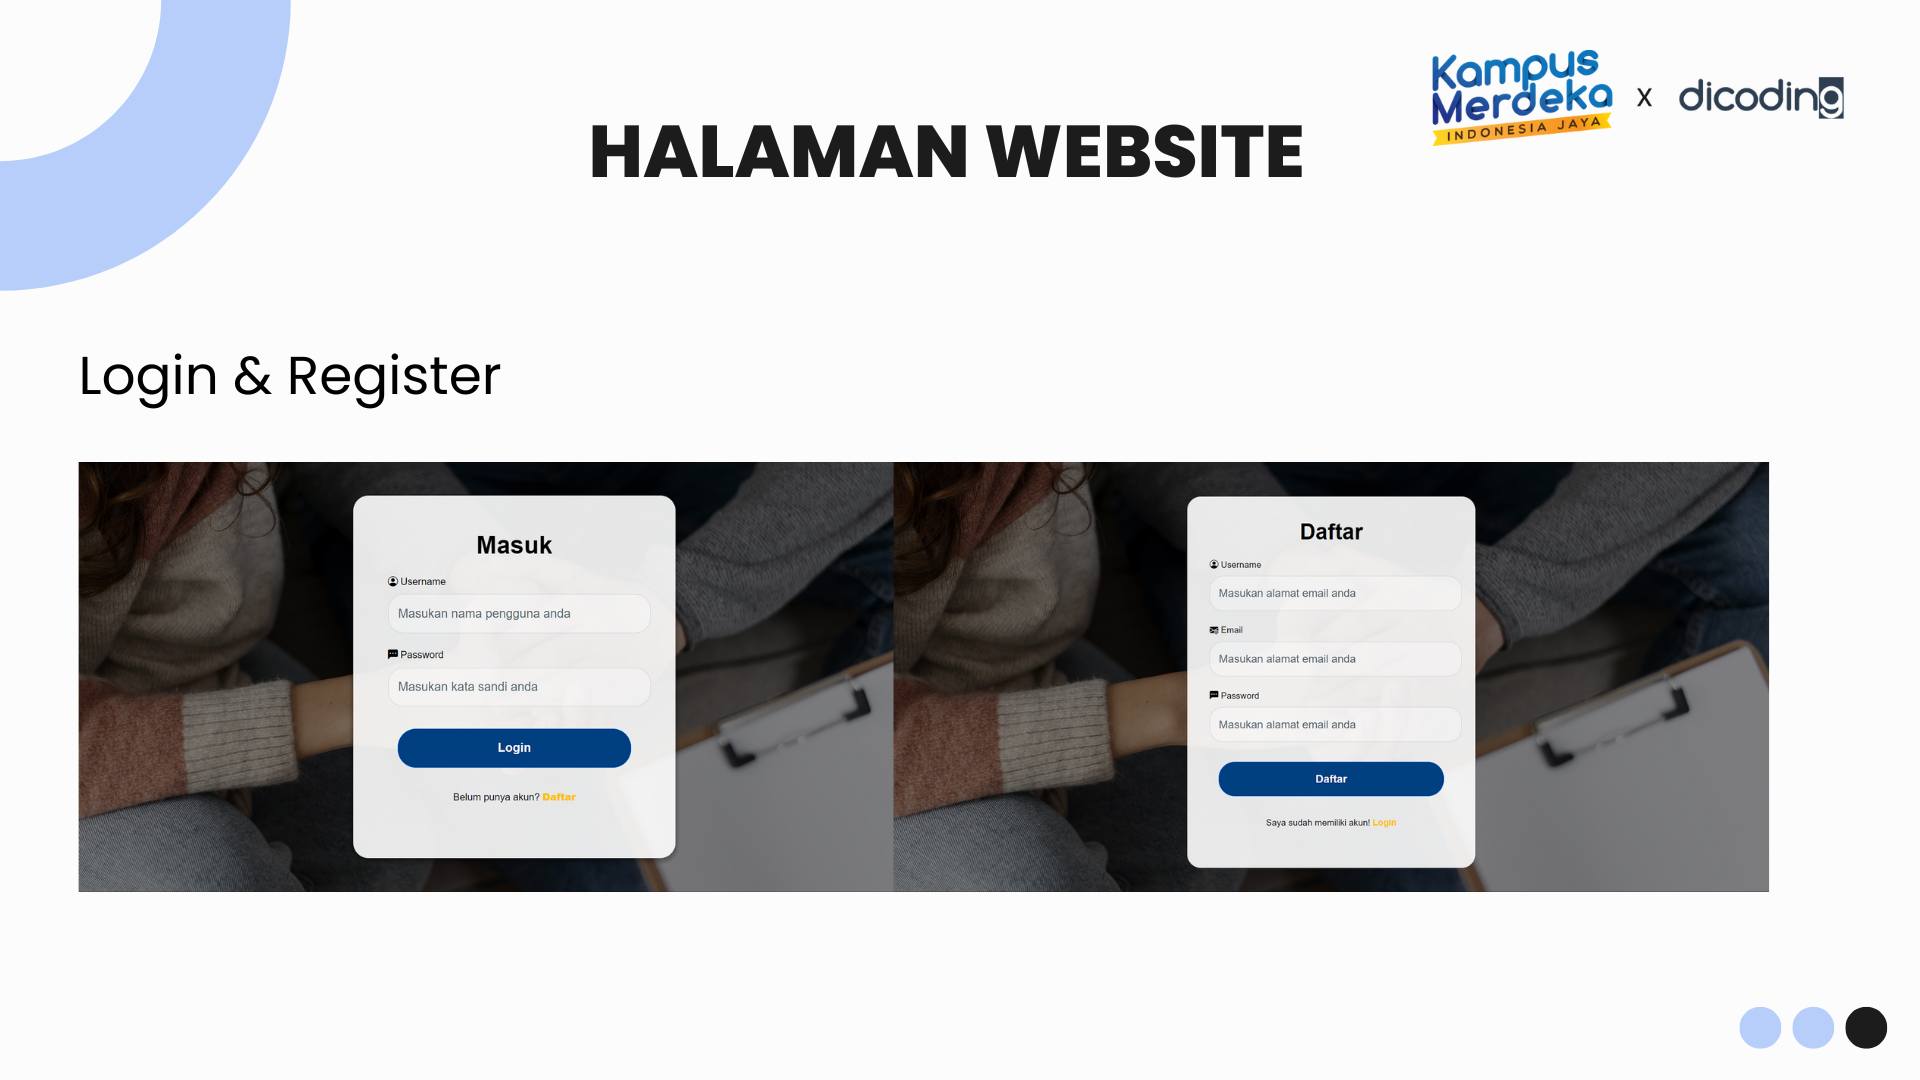 Kampus
Merdeka
INDONESIA JAYA
X
dicoding
HALAMAN WEBSITE
Login & Register
Masuk
Username
Masukan nama pengguna anda
Password
Masukan kata sandi anda
Login
Belum punya akun? Daftar
Daftar
Username
Masukan alamat email anda
Email
Masukan alamat email anda
Password
Masukan alamat email anda
Daftar
Saya sudah memiliki akun! Login